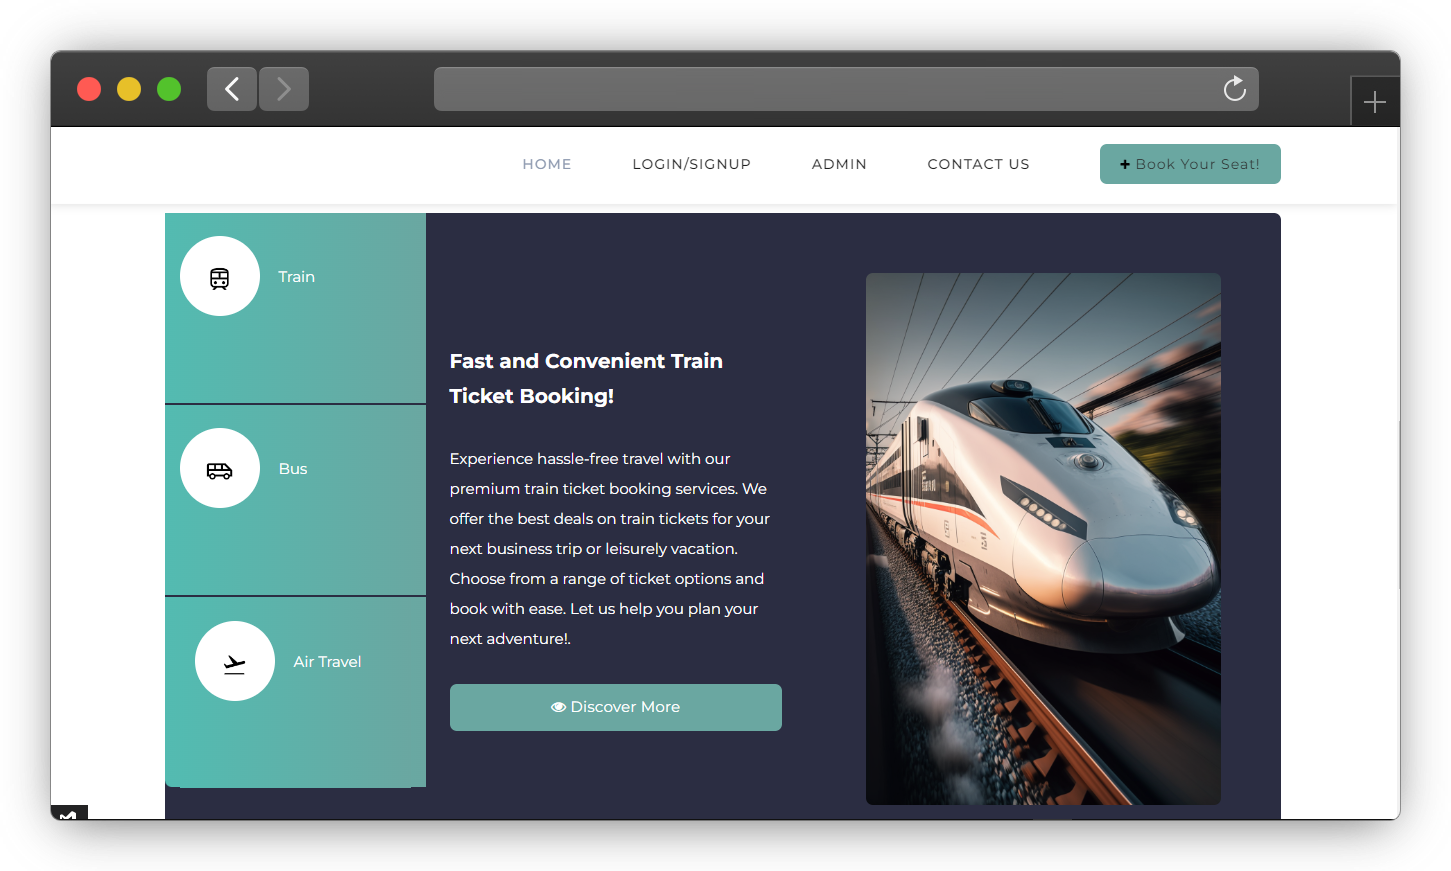 HOME
LOGIN/SIGNUP
ADMIN
CONTACT US
Book Your Seat!
Train
Bus
Air Travel
Fast and Convenient Train
Ticket Booking!
Experience hassle-free travel with our
premium train ticket booking services. We
offer the best deals on train tickets for your
next business trip or leisurely vacation.
Choose from a range of ticket options and
book with ease. Let us help you plan your
next adventure!.
Discover More